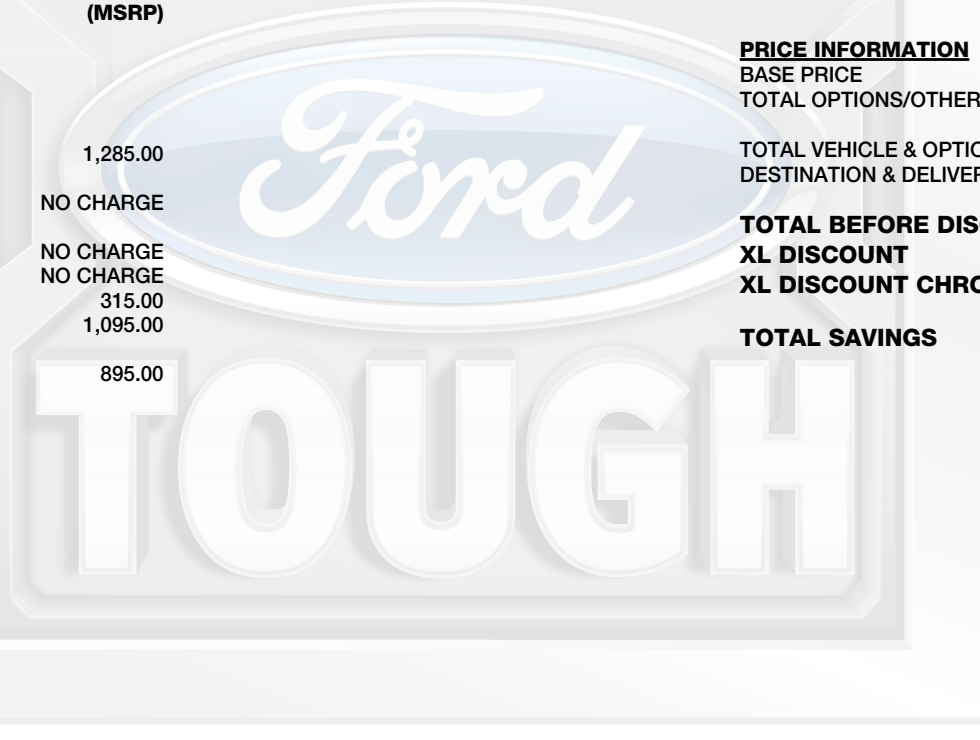 (MSRP)
1,285.00
NO CHARGE
NO CHARGE
NO CHARGE
315.00
1,095.00
895.00
PRICE INFORMATION
BASE PRICE
TOTAL OPTIONS/OTHER
TOTAL VEHICLE & OPTIO
DESTINATION & DELIVER
TOTAL BEFORE DIS
XL DISCOUNT
XL DISCOUNT CHRO
TOTAL SAVINGS
Ford
TOUGH